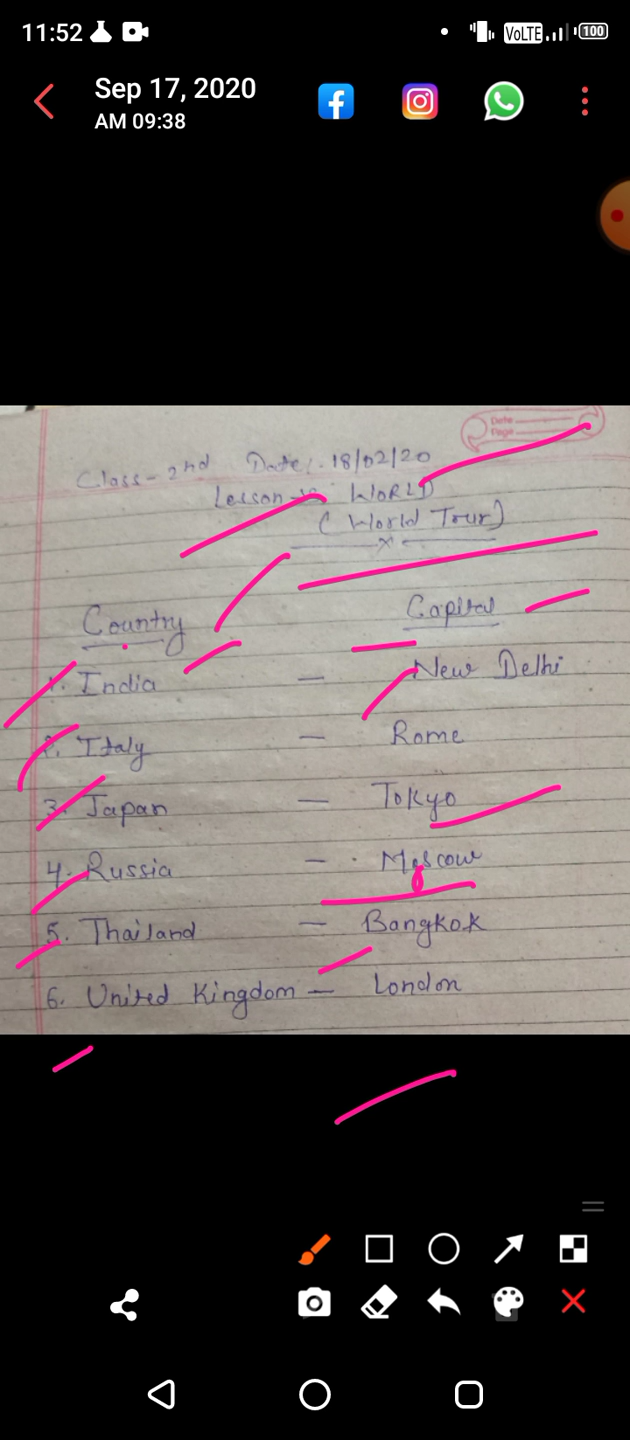 11:52 VoLTE 100
Sep 17, 2020
AM 09:38
Date
Page
Class-2nd Date:- 18/02/20
Lesson WORLD
(World Tour)
Country Capital
1. India — New Delhi
2. Italy — Rome
3. Japan — Tokyo
4. Russia — Moscow
5. Thailand — Bangkok
6. United Kingdom — London